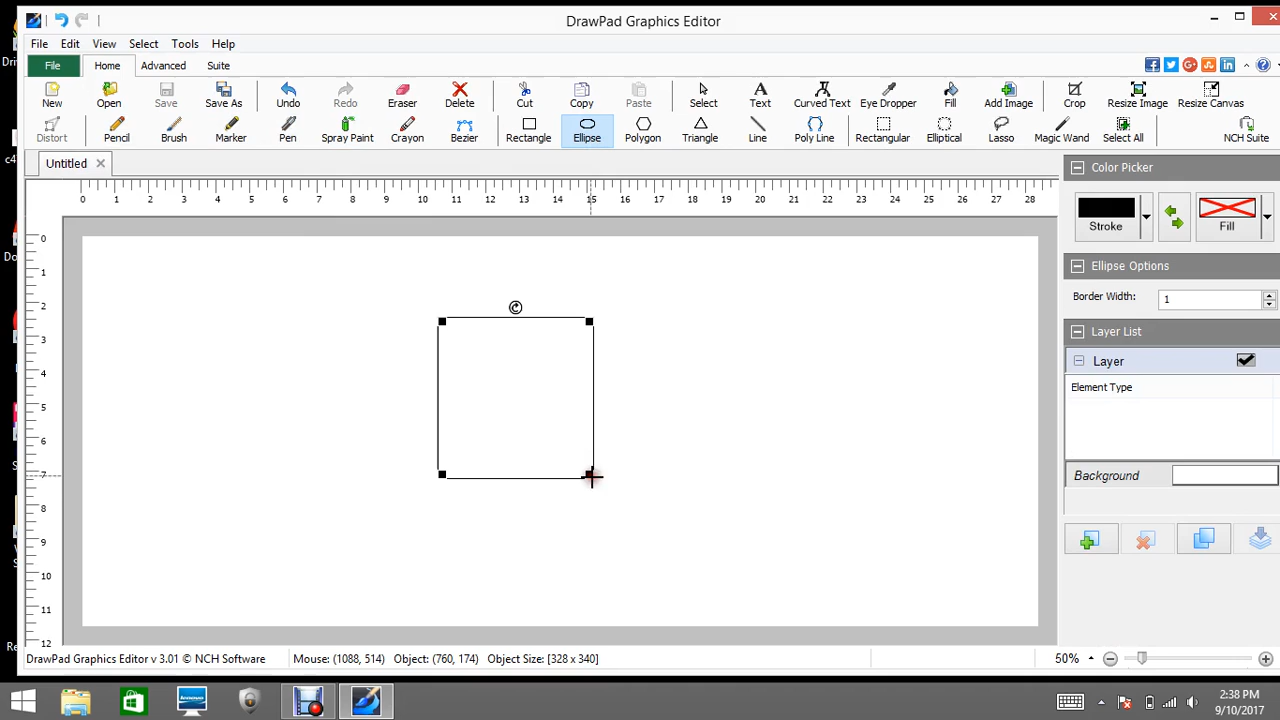 DrawPad Graphics Editor
File Edit View Select Tools Help
File Home Advanced Suite
New Open Save Save As Undo Redo Eraser Delete Cut Copy Paste Select Text Curved Text Eye Dropper Fill Add Image Crop Resize Image Resize Canvas
Distort Pencil Brush Marker Pen Spray Paint Crayon Bezier Rectangle Ellipse Polygon Triangle Line Poly Line Rectangular Elliptical Lasso Magic Wand Select All NCH Suite
Untitled
Color Picker
0 1 2 3 4 5 6 7 8 9 10 11 12 13 14 15 16 17 18 19 20 21 22 23 24 25 26 27 28
Stroke Fill
0
1
2
3
4
5
6
7
8
9
10
11
12
Ellipse Options
Border Width: 1
Layer List
Layer
Element Type
Background
DrawPad Graphics Editor v 3.01 © NCH Software Mouse: (1088, 514) Object: (760, 174) Object Size: [328 x 340] 50%
2:38 PM
9/10/2017